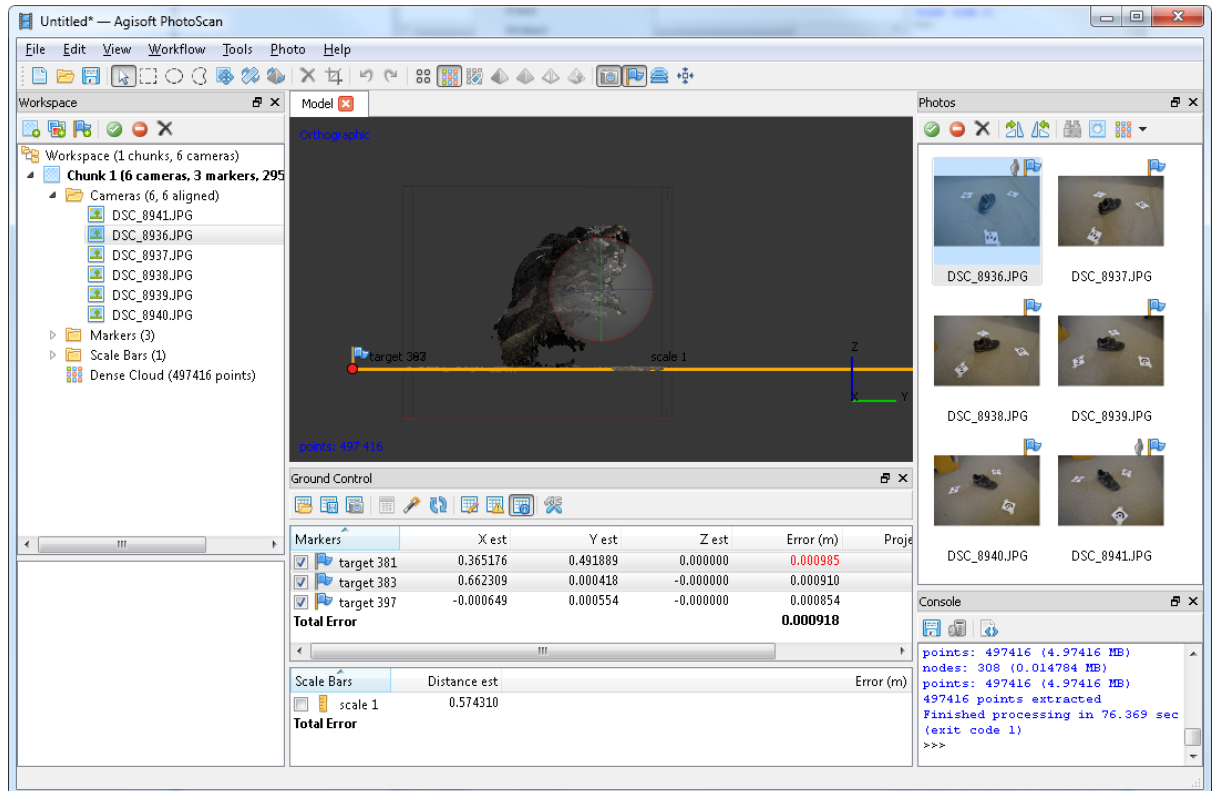 Untitled* — Agisoft PhotoScan
File Edit View Workflow Tools Photo Help
Workspace
Workspace (1 chunks, 6 cameras)
Chunk 1 (6 cameras, 3 markers, 295
Cameras (6, 6 aligned)
DSC_8941.JPG
DSC_8936.JPG
DSC_8937.JPG
DSC_8938.JPG
DSC_8939.JPG
DSC_8940.JPG
Markers (3)
Scale Bars (1)
Dense Cloud (497416 points)
Model
Orthographic
target 383
scale 1
Z
X
Y
points: 497 416
Ground Control
Markers X est Y est Z est Error (m) Proje
target 381 0.365176 0.491889 0.000000 0.000985
target 383 0.662309 0.000418 -0.000000 0.000910
target 397 -0.000649 0.000554 -0.000000 0.000854
Total Error 0.000918
Scale Bars Distance est Error (m)
scale 1 0.574310
Total Error
Photos
DSC_8936.JPG DSC_8937.JPG
DSC_8938.JPG DSC_8939.JPG
DSC_8940.JPG DSC_8941.JPG
Console
points: 497416 (4.97416 MB)
nodes: 308 (0.014784 MB)
points: 497416 (4.97416 MB)
497416 points extracted
Finished processing in 76.369 sec
(exit code 1)
>>>